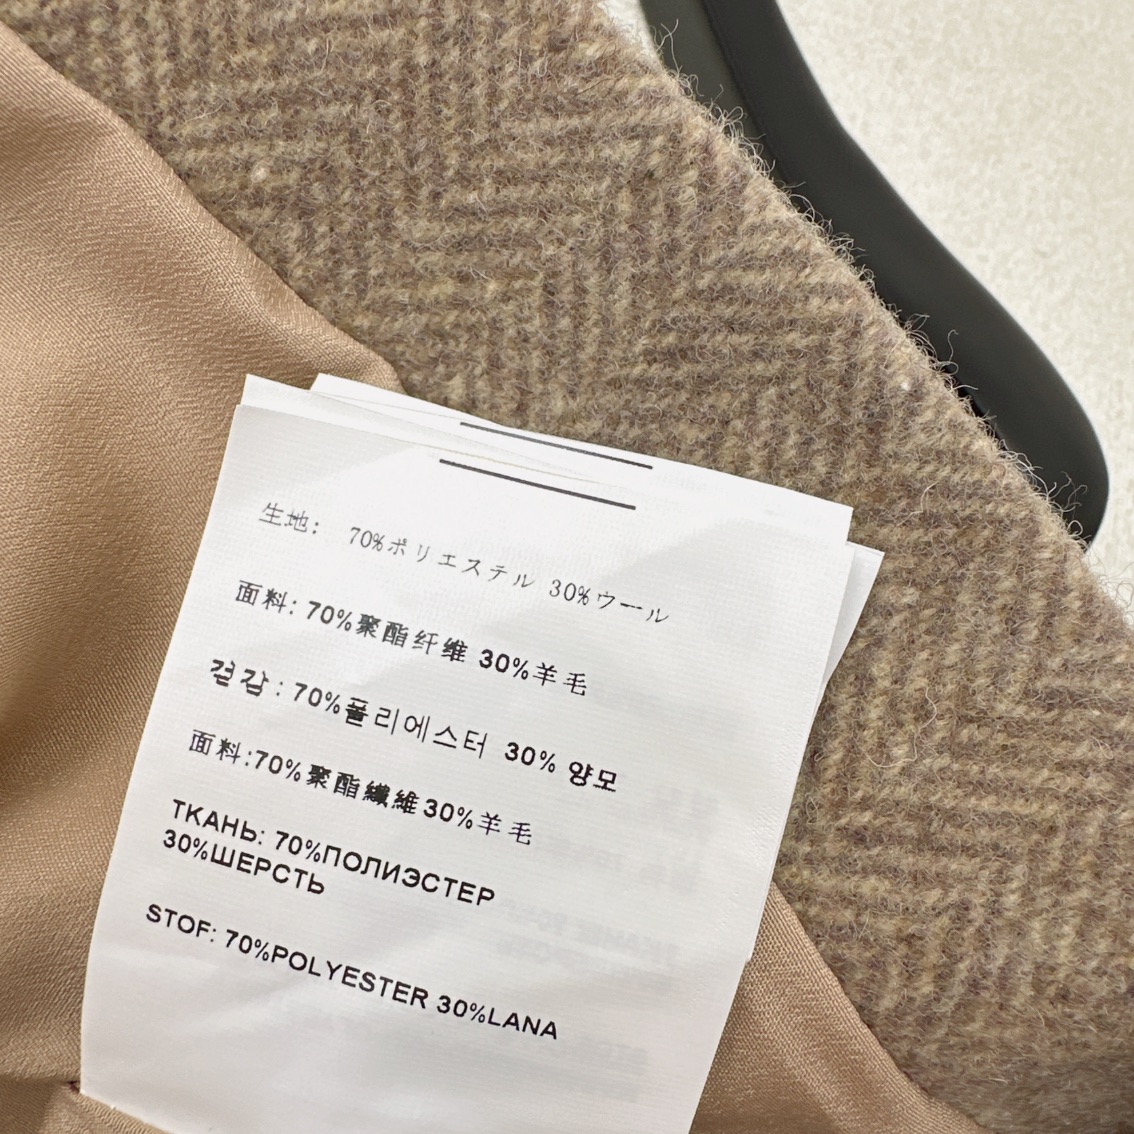 生地: 70%ポリエステル 30%ウール
面料: 70%聚酯纤维 30%羊毛
겉감 : 70%폴리에스터 30% 양모
面料:70%聚酯纖維30%羊毛
ТКАНЬ: 70%ПОЛИЭСТЕР
30%ШЕРСТЬ
STOF: 70%POLYESTER 30%LANA